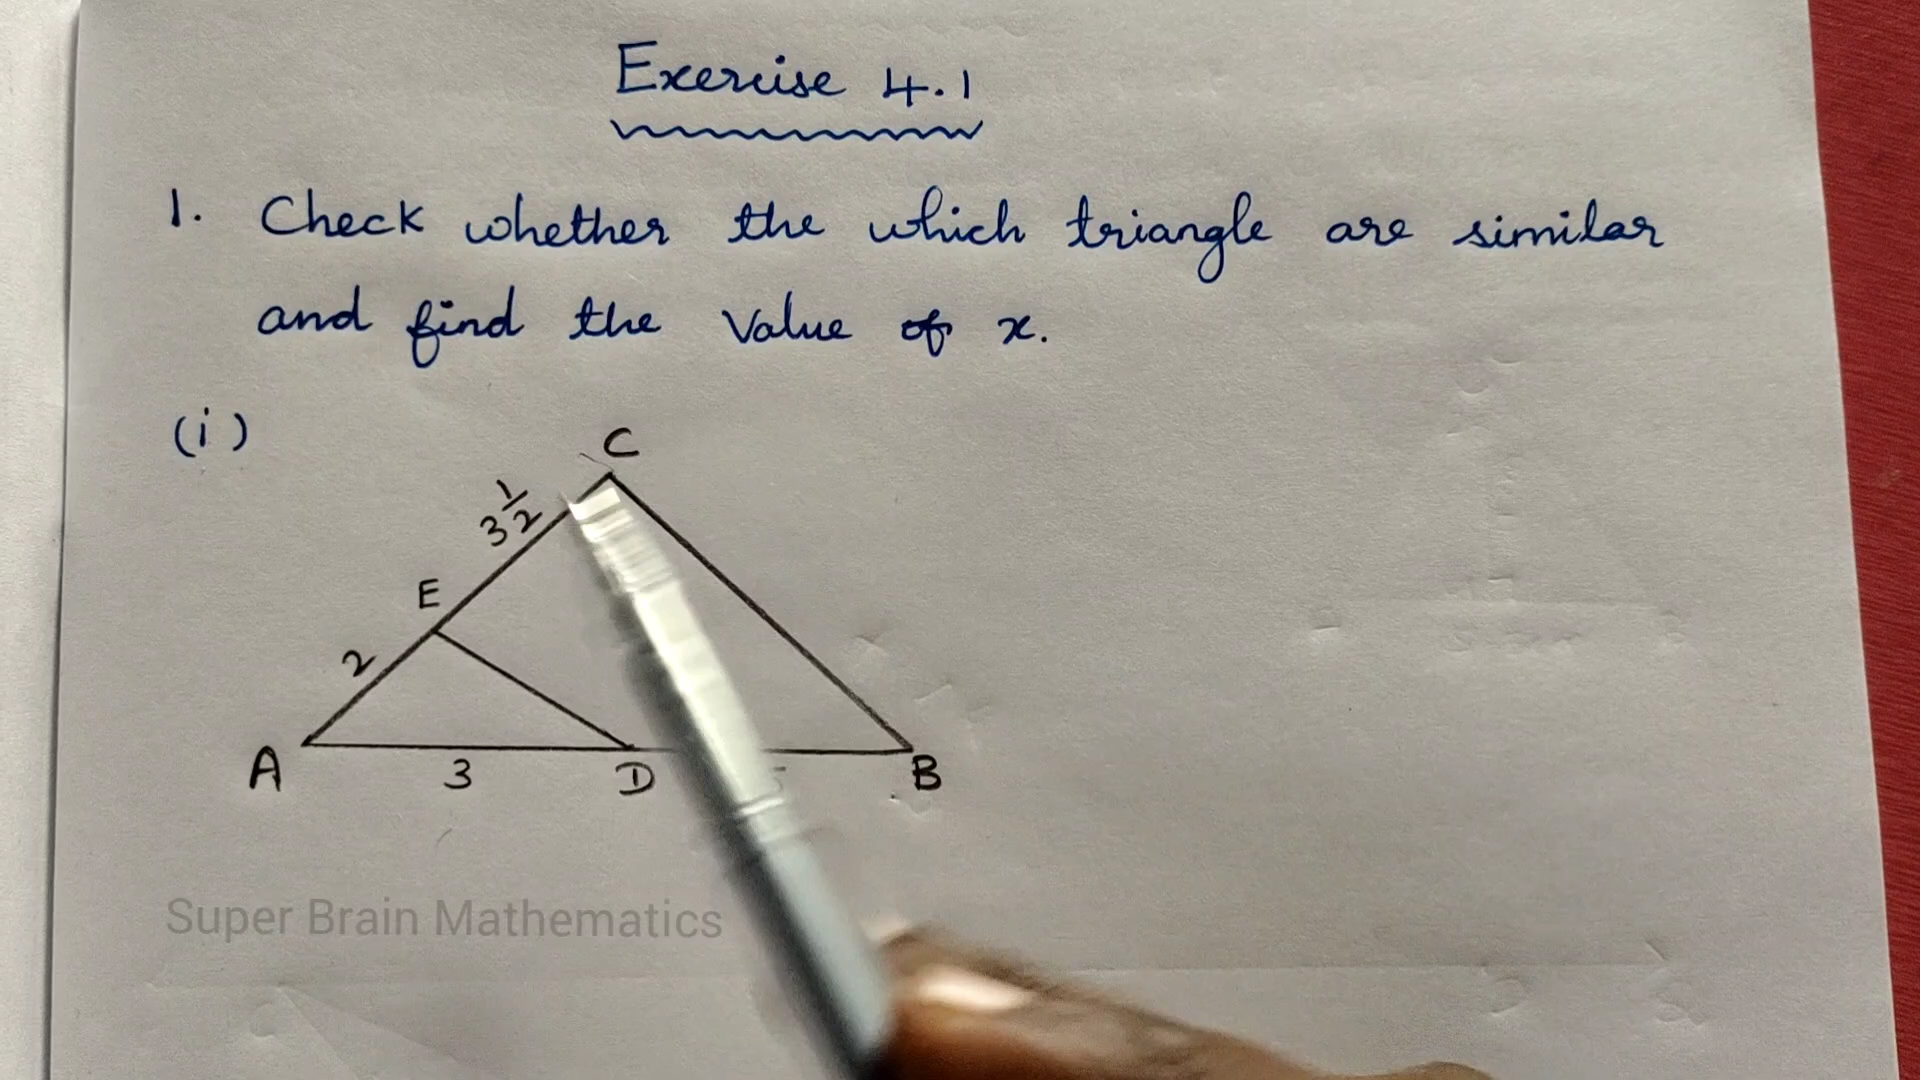 Exercise 4.1
1. Check whether the which triangle are similar
and find the Value of x.
(i)
C
3 1/2
E
2
A 3 D B
Super Brain Mathematics